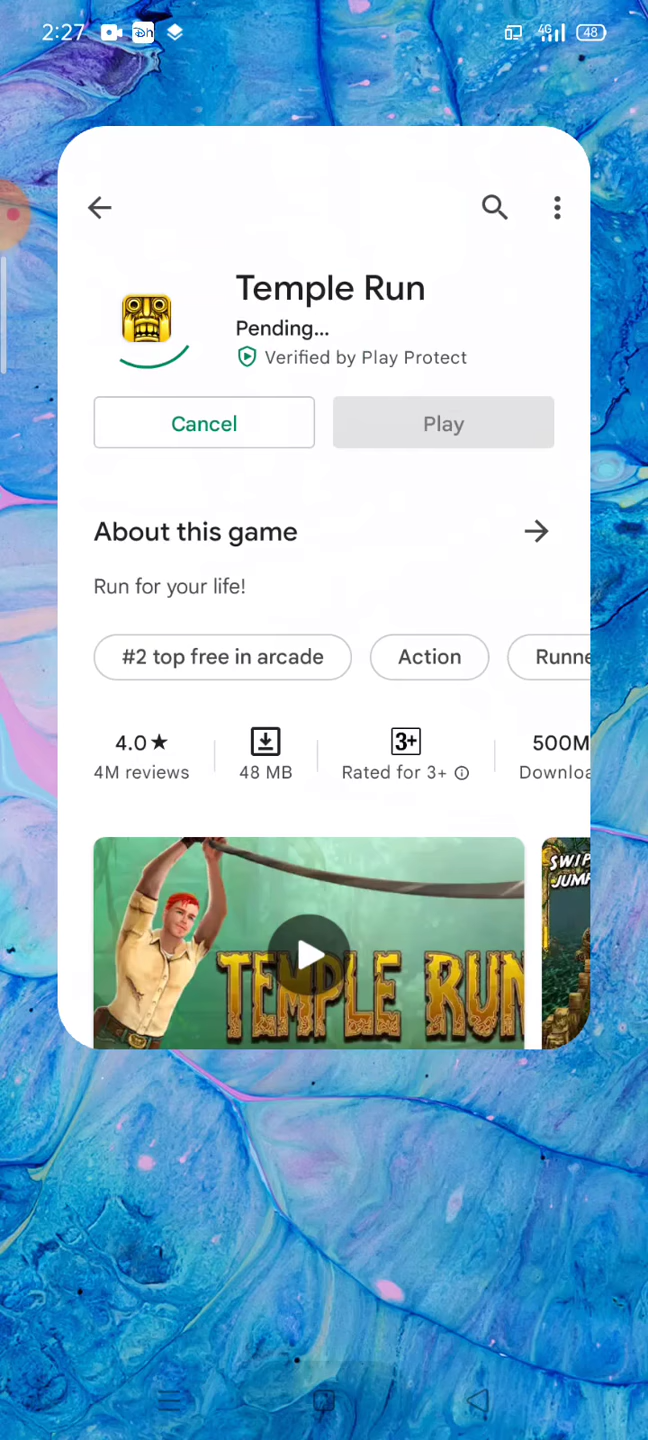 2:27 Dh 4G 48
Temple Run
Pending...
Verified by Play Protect
Cancel Play
About this game
Run for your life!
#2 top free in arcade Action Runne
4.0★ 3+ 500M
4M reviews 48 MB Rated for 3+ Downloa
TEMPLE RUN
SWIP
JUMP